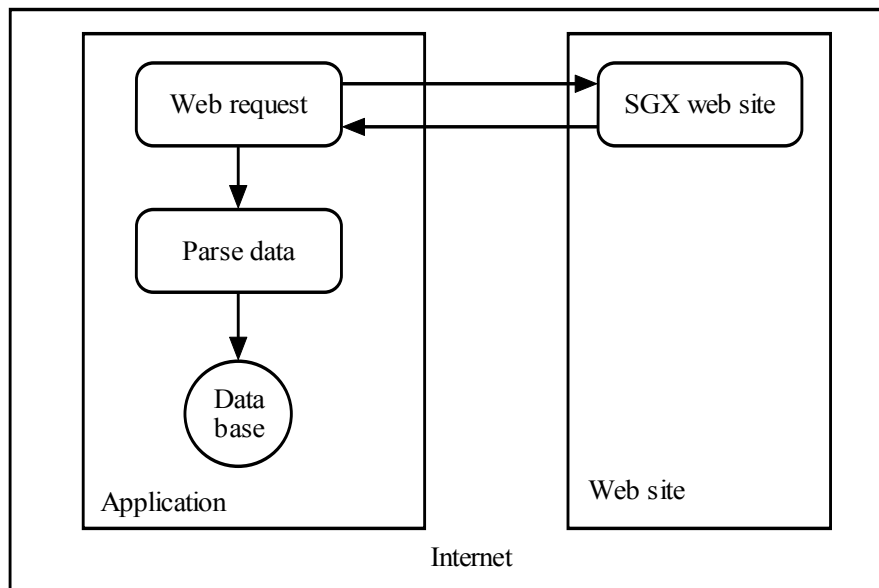 Web request
SGX web site
Parse data
Data
base
Application
Web site
Internet